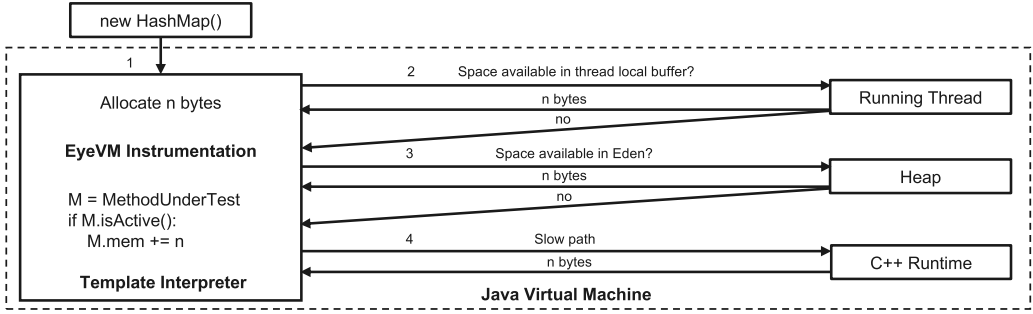 new HashMap()
1
Allocate n bytes
EyeVM Instrumentation
M = MethodUnderTest
if M.isActive():
M.mem += n
Template Interpreter
2 Space available in thread local buffer?
n bytes
no
Running Thread
3 Space available in Eden?
n bytes
no
Heap
4 Slow path
n bytes
C++ Runtime
Java Virtual Machine